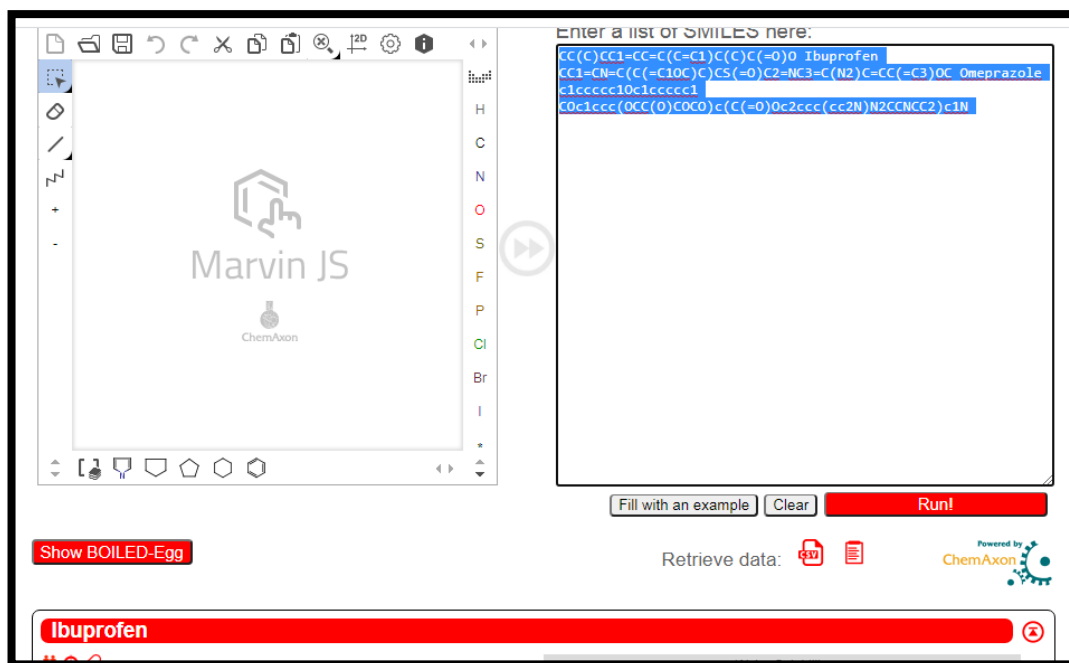 Enter a list of SMILES here:
CC(C)CC1=CC=C(C=C1)C(C)C(=O)O Ibuprofen
CC1=CN=C(C(=C1OC)C)CS(=O)C2=NC3=C(N2)C=CC(=C3)OC Omeprazole
c1ccccc1Oc1ccccc1
COc1ccc(OCC(O)COCO)c(C(=O)Oc2ccc(cc2N)N2CCNCC2)c1N
2D
H
C
N
O
S
F
P
Cl
Br
I
*
+
-
Marvin JS
ChemAxon
Fill with an example
Clear
Run!
Show BOILED-Egg
Retrieve data:
CSV
Powered by
ChemAxon
Ibuprofen